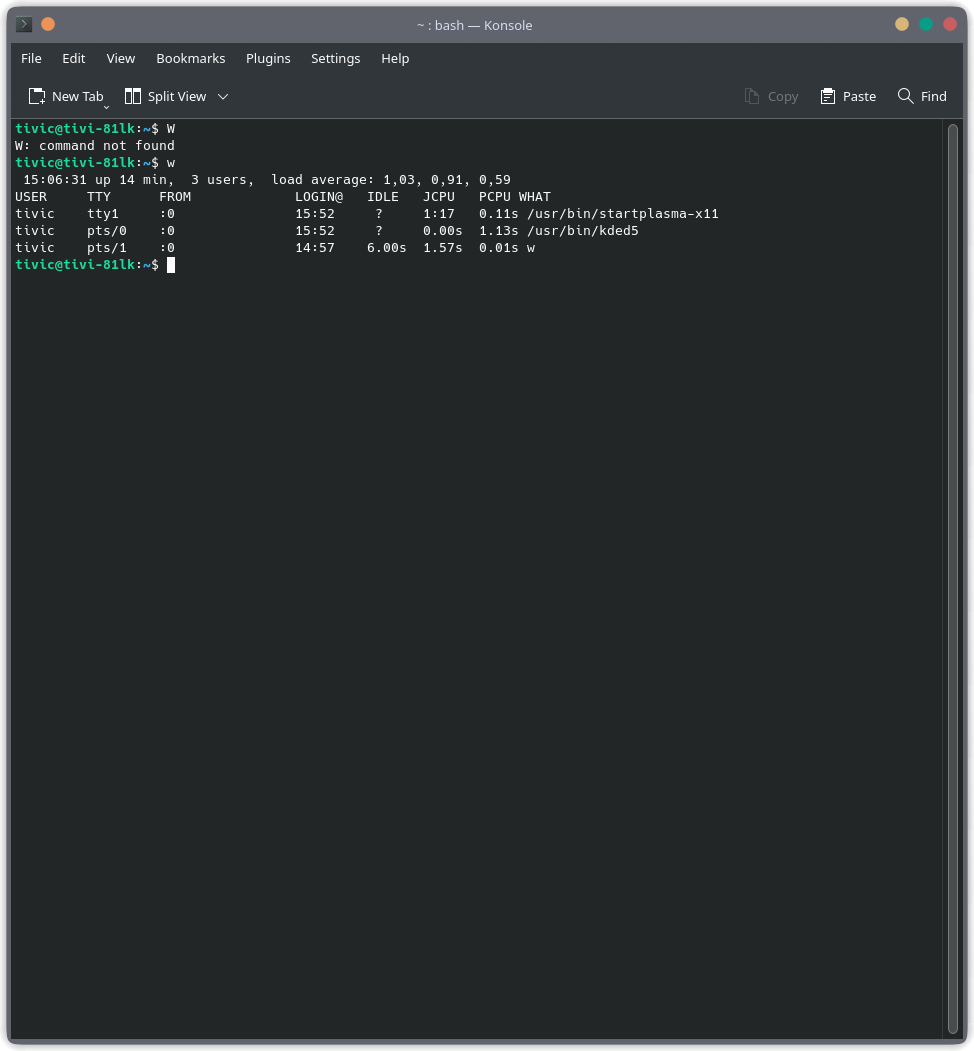 ~ : bash — Konsole
File Edit View Bookmarks Plugins Settings Help
New Tab Split View Copy Paste Find
tivic@tivi-81lk:~$ W
W: command not found
tivic@tivi-81lk:~$ w
 15:06:31 up 14 min,  3 users,  load average: 1,03, 0,91, 0,59
USER     TTY      FROM             LOGIN@   IDLE   JCPU   PCPU WHAT
tivic    tty1     :0               15:52     ?     1:17   0.11s /usr/bin/startplasma-x11
tivic    pts/0    :0               15:52     ?     0.00s  1.13s /usr/bin/kded5
tivic    pts/1    :0               14:57    6.00s  1.57s  0.01s w
tivic@tivi-81lk:~$